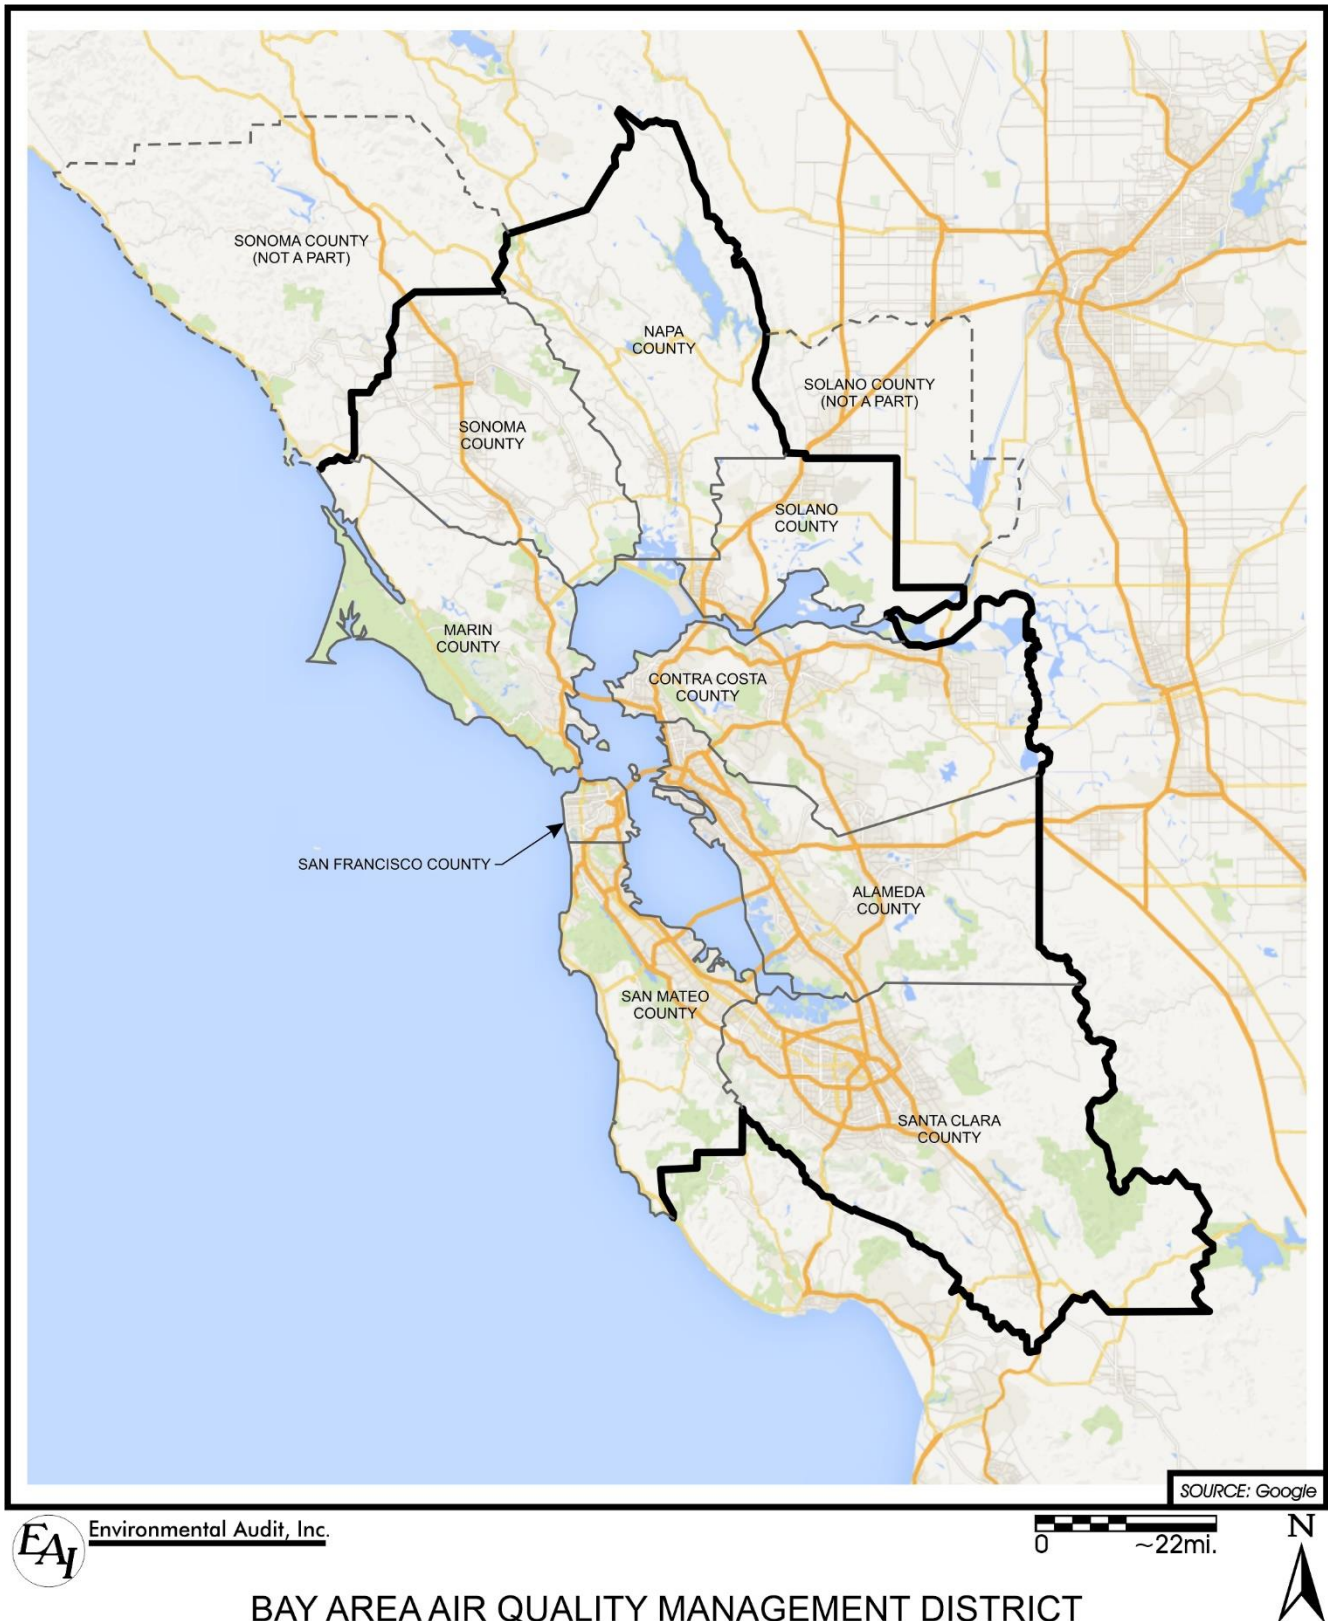 SONOMA COUNTY
(NOT A PART)
NAPA
COUNTY
SOLANO COUNTY
(NOT A PART)
SONOMA
COUNTY
SOLANO
COUNTY
MARIN
COUNTY
CONTRA COSTA
COUNTY
SAN FRANCISCO COUNTY
ALAMEDA
COUNTY
SAN MATEO
COUNTY
SANTA CLARA
COUNTY
SOURCE: Google
EAI
Environmental Audit, Inc.
0 ~22mi.
N
BAY AREA AIR QUALITY MANAGEMENT DISTRICT